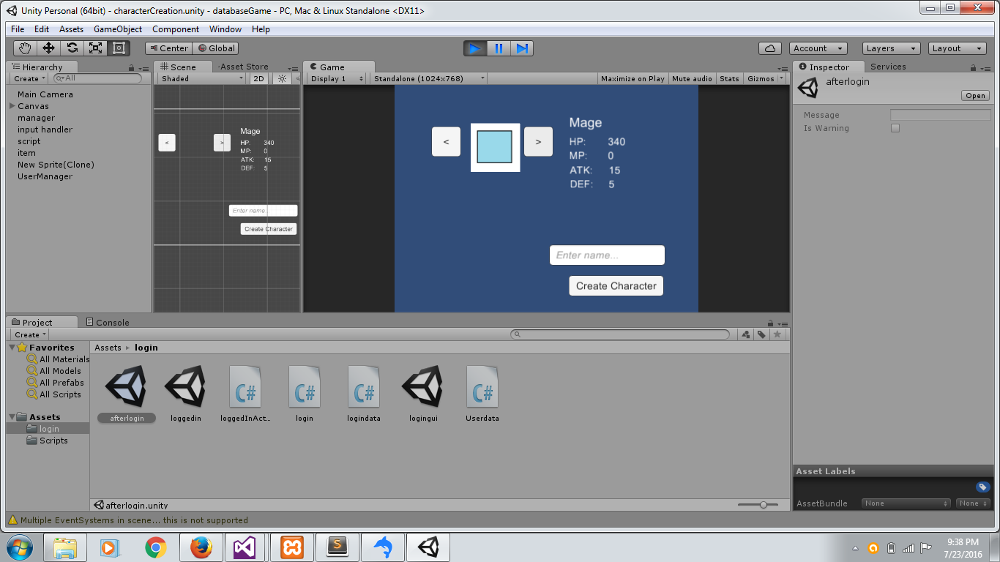 Unity Personal (64bit) - characterCreation.unity - databaseGame - PC, Mac & Linux Standalone <DX11>
File Edit Assets GameObject Component Window Help
Center Global Account Layers Layout
Hierarchy
Create All
Main Camera
Canvas
manager
input handler
script
item
New Sprite(Clone)
UserManager
Scene Asset Store
Shaded 2D
< >
Mage
HP: 340
MP: 0
ATK: 15
DEF: 5
Enter name...
Create Character
Game
Display 1 Standalone (1024x768) Maximize on Play Mute audio Stats Gizmos
< >
Mage
HP: 340
MP: 0
ATK: 15
DEF: 5
Enter name...
Create Character
Inspector Services
afterlogin
Open
Message
Is Warning
Project Console
Create
Favorites
All Materials
All Models
All Prefabs
All Scripts
Assets
login
Scripts
Assets ▸ login
C# C# C# C#
afterlogin loggedin loggedInAct... login logindata logingui Userdata
afterlogin.unity
Asset Labels
AssetBundle None None
Multiple EventSystems in scene... this is not supported
S
9:38 PM
7/23/2016